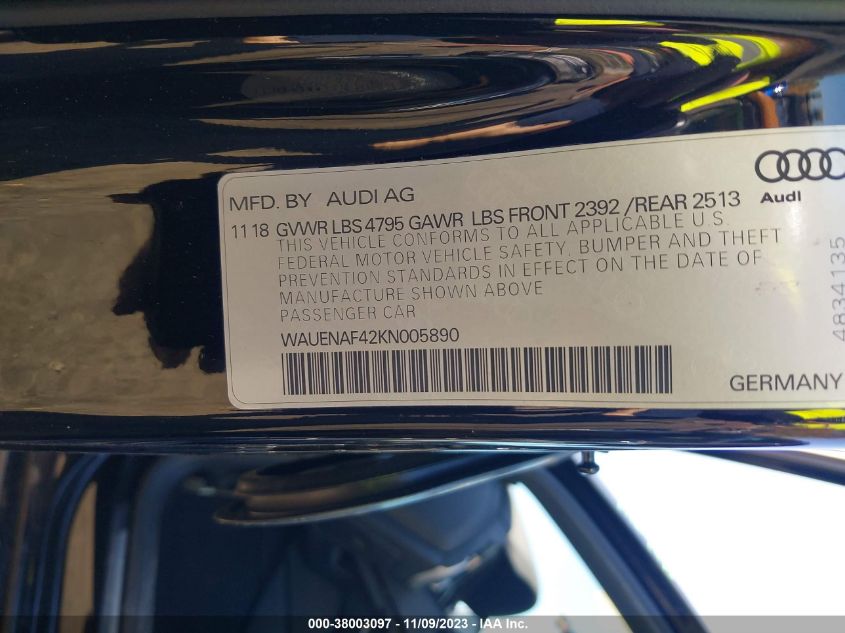 MFD. BY AUDI AG
Audi
11 18 GVWR LBS 4795 GAWR LBS FRONT 2392 /REAR 2513
THIS VEHICLE CONFORMS TO ALL APPLICABLE U.S.
FEDERAL MOTOR VEHICLE SAFETY, BUMPER AND THEFT
PREVENTION STANDARDS IN EFFECT ON THE DATE OF
MANUFACTURE SHOWN ABOVE
PASSENGER CAR
WAUENAF42KN005890
4834135
GERMANY
000-38003097 - 11/09/2023 - IAA Inc.